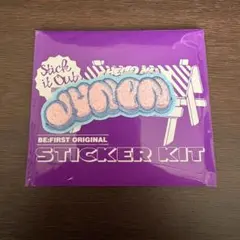 Stick
it Out
BE:FIRST ORIGINAL
STICKER KIT